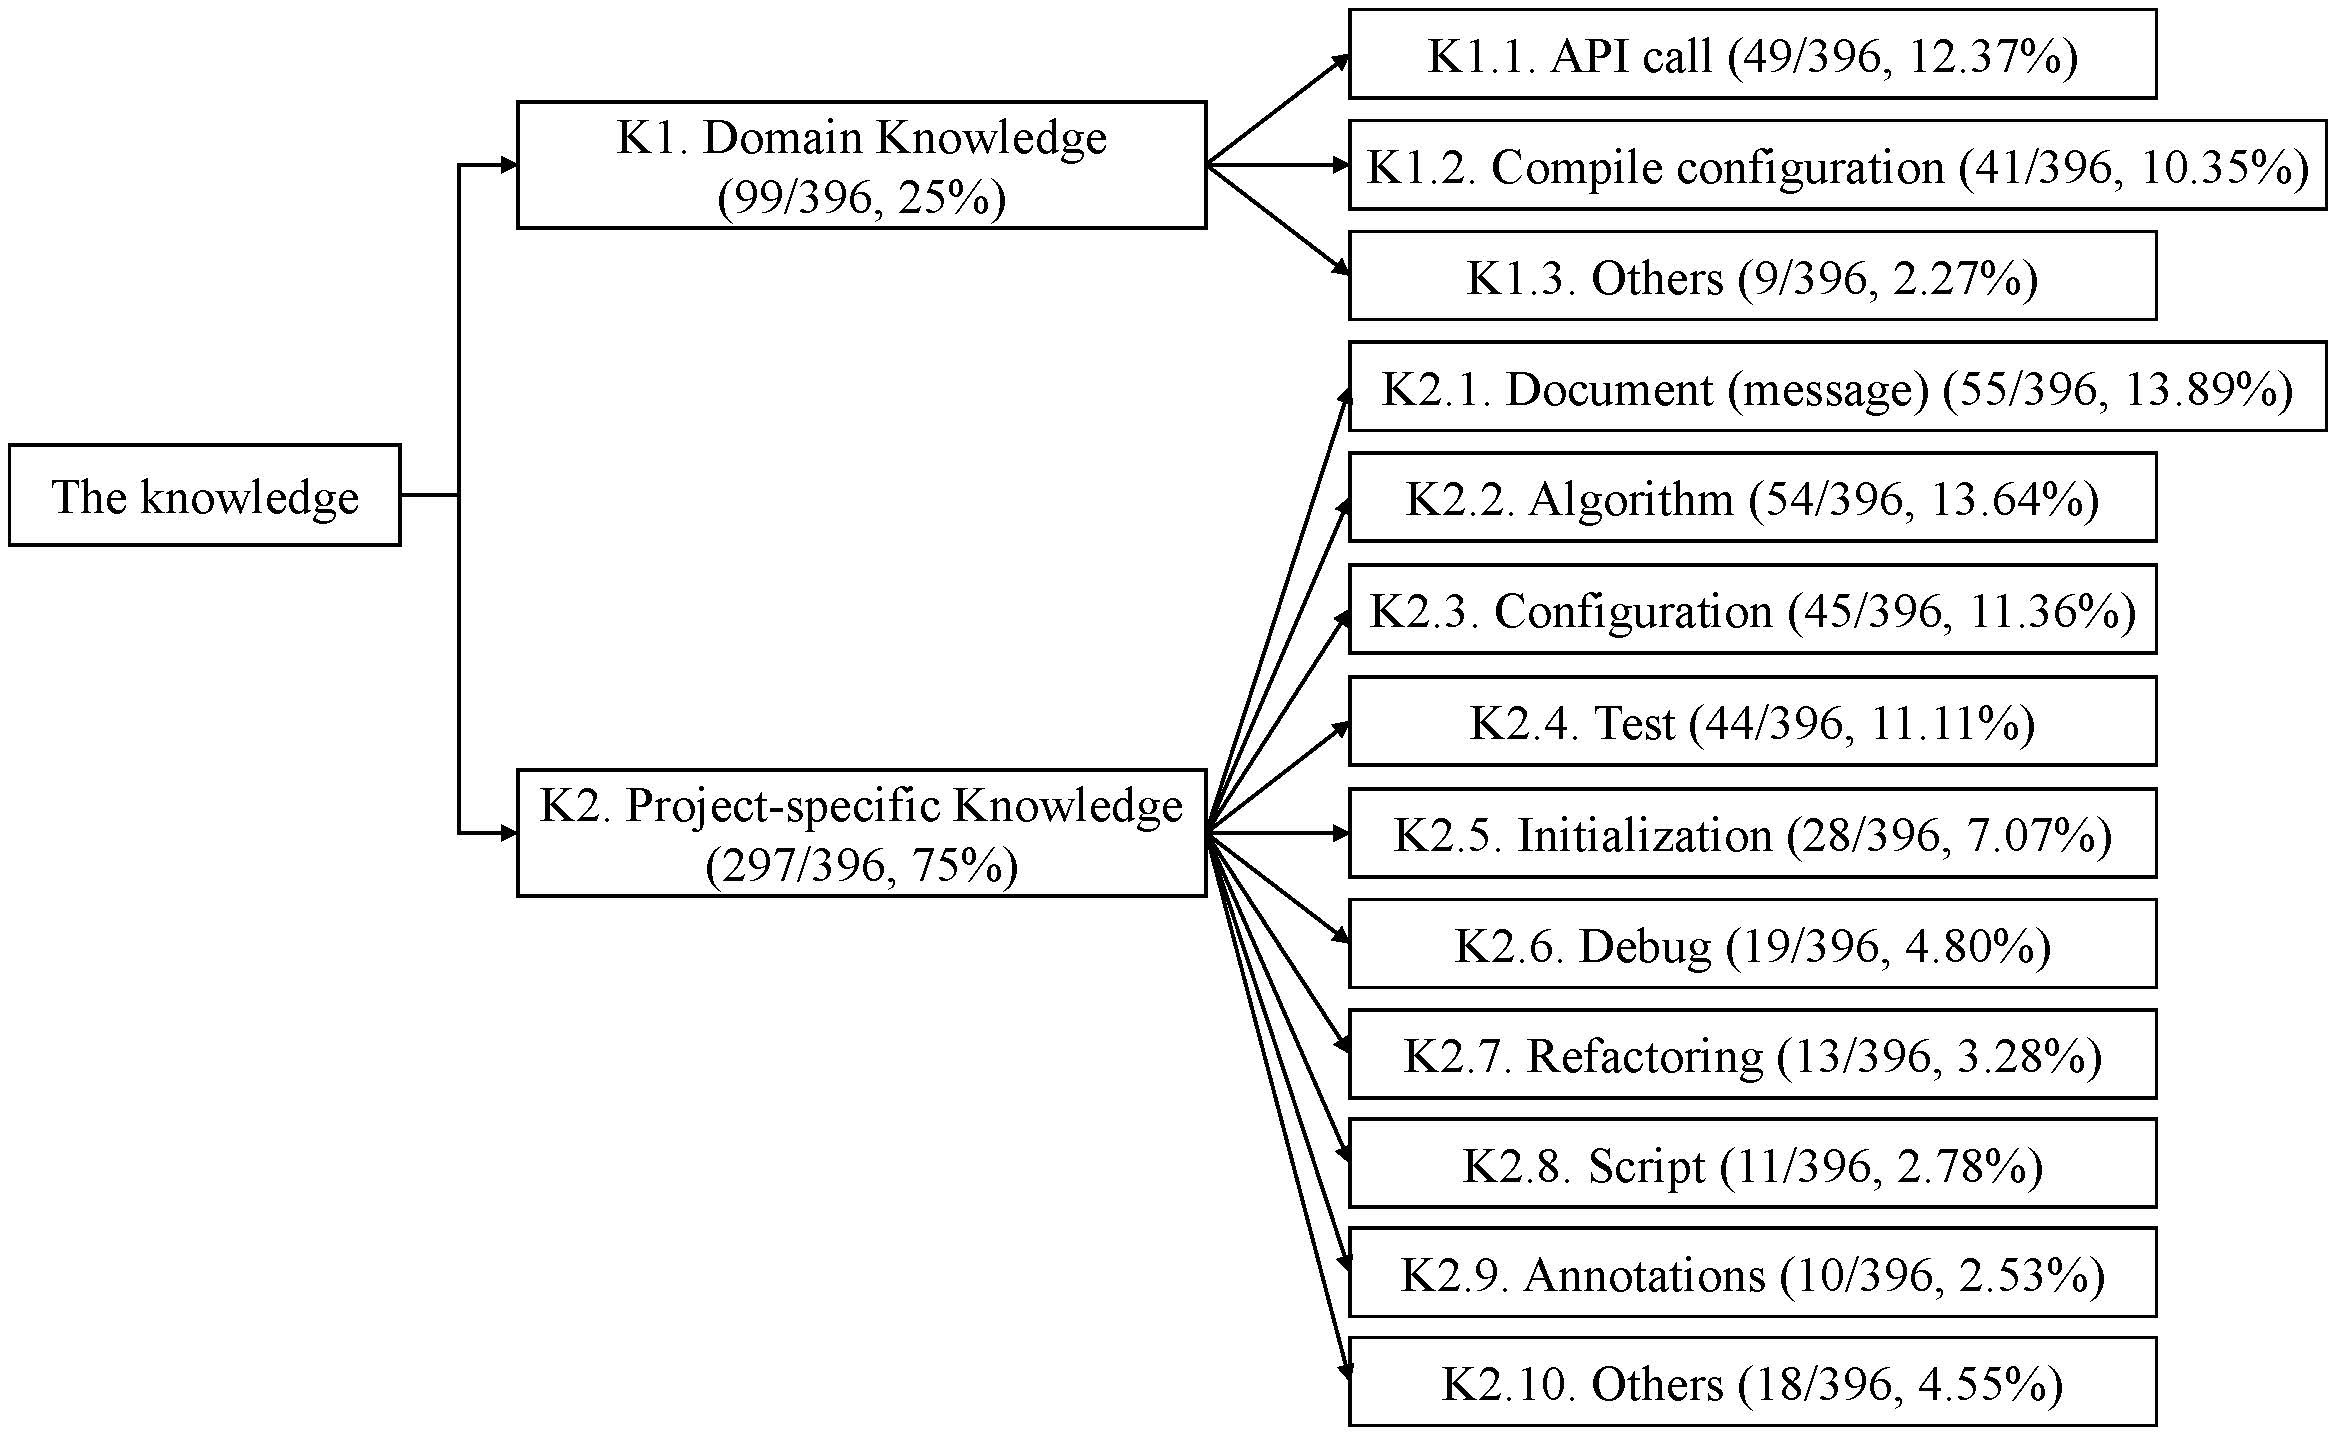 The knowledge
K1. Domain Knowledge
(99/396, 25%)
K1.1. API call (49/396, 12.37%)
K1.2. Compile configuration (41/396, 10.35%)
K1.3. Others (9/396, 2.27%)
K2. Project-specific Knowledge
(297/396, 75%)
K2.1. Document (message) (55/396, 13.89%)
K2.2. Algorithm (54/396, 13.64%)
K2.3. Configuration (45/396, 11.36%)
K2.4. Test (44/396, 11.11%)
K2.5. Initialization (28/396, 7.07%)
K2.6. Debug (19/396, 4.80%)
K2.7. Refactoring (13/396, 3.28%)
K2.8. Script (11/396, 2.78%)
K2.9. Annotations (10/396, 2.53%)
K2.10. Others (18/396, 4.55%)